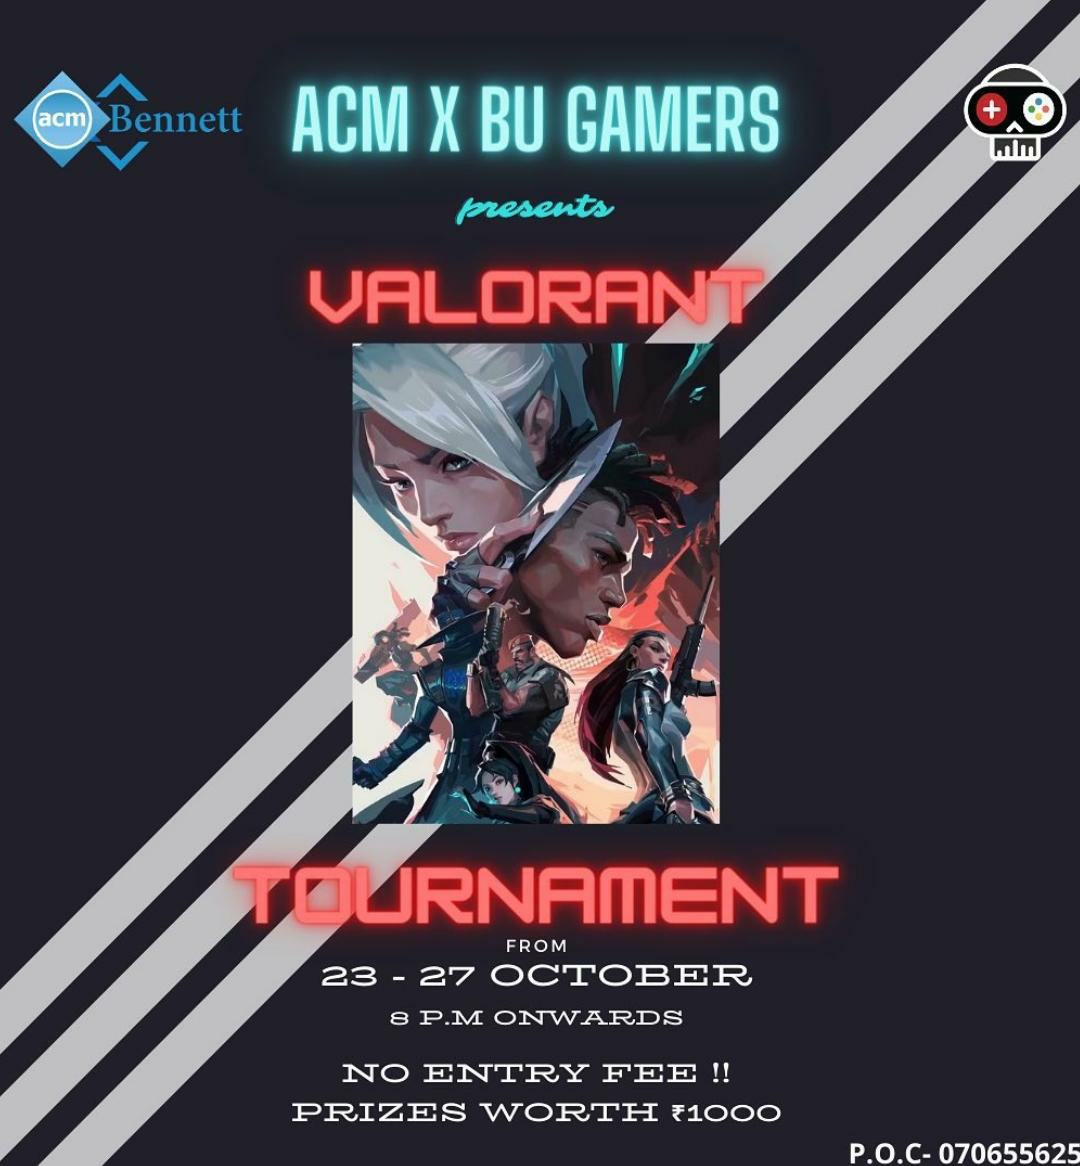 acm Bennett
ACM X BU GAMERS
presents
VALORANT
TOURNAMENT
FROM
23 - 27 OCTOBER
8 P.M ONWARDS
NO ENTRY FEE !!
PRIZES WORTH ₹1000
P.O.C- 070655625